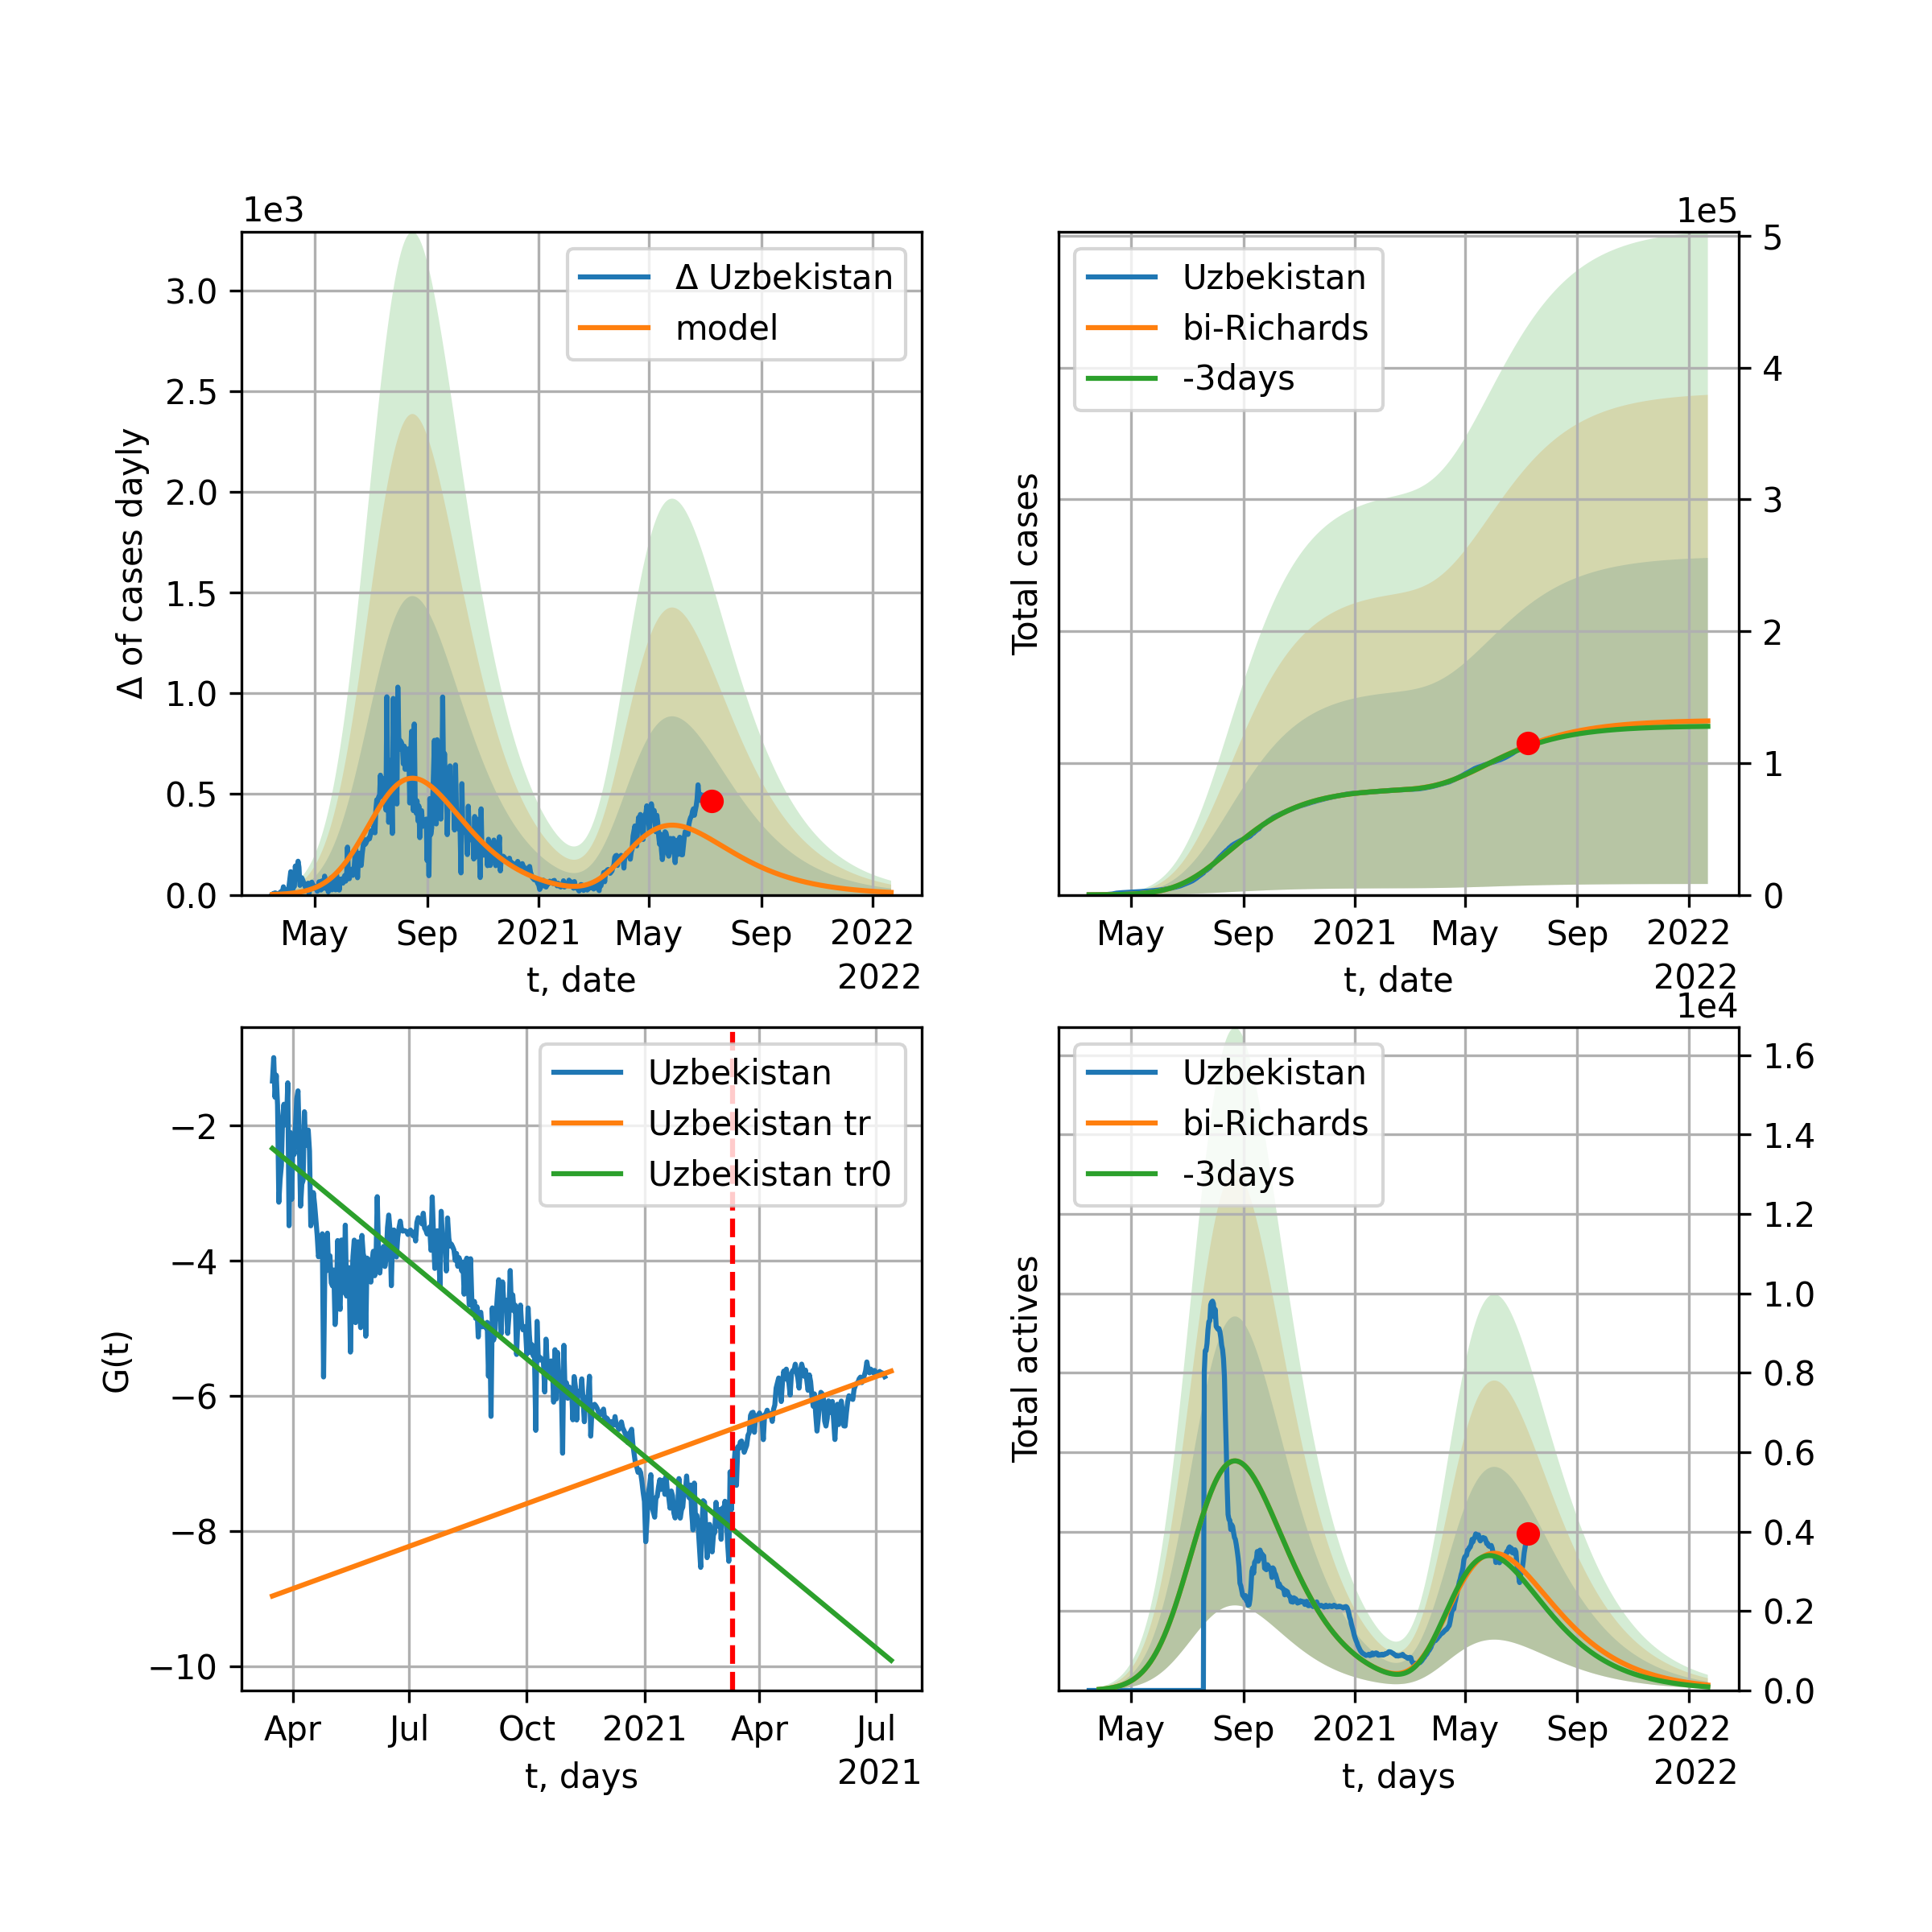 1e3
3.0
2.5
2.0
1.5
1.0
0.5
0.0
Δ of cases dayly
Δ Uzbekistan
model
May Sep 2021 May Sep 2022
t, date
2022
1e5
Uzbekistan
bi-Richards
-3days
Total cases
5
4
3
2
1
0
May Sep 2021 May Sep 2022
t, date
2022
G(t)
−2
−4
−6
−8
−10
Uzbekistan
Uzbekistan tr
Uzbekistan tr0
Apr Jul Oct 2021 Apr Jul
t, days
2021
1e4
Uzbekistan
bi-Richards
-3days
Total actives
1.6
1.4
1.2
1.0
0.8
0.6
0.4
0.2
0.0
May Sep 2021 May Sep 2022
t, days
2022